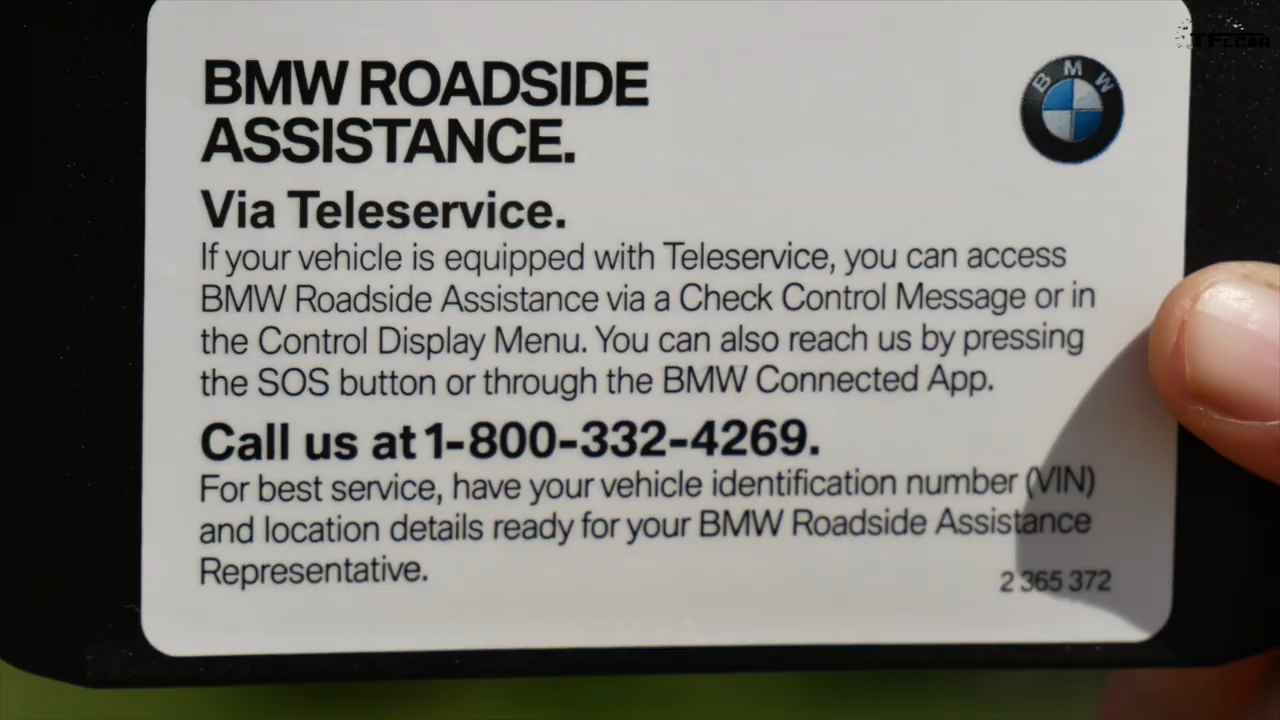 BMW ROADSIDE
ASSISTANCE.
Via Teleservice.
If your vehicle is equipped with Teleservice, you can access
BMW Roadside Assistance via a Check Control Message or in
the Control Display Menu. You can also reach us by pressing
the SOS button or through the BMW Connected App.
Call us at 1-800-332-4269.
For best service, have your vehicle identification number (VIN)
and location details ready for your BMW Roadside Assistance
Representative.
2 365 372
BMW
TFLCAR